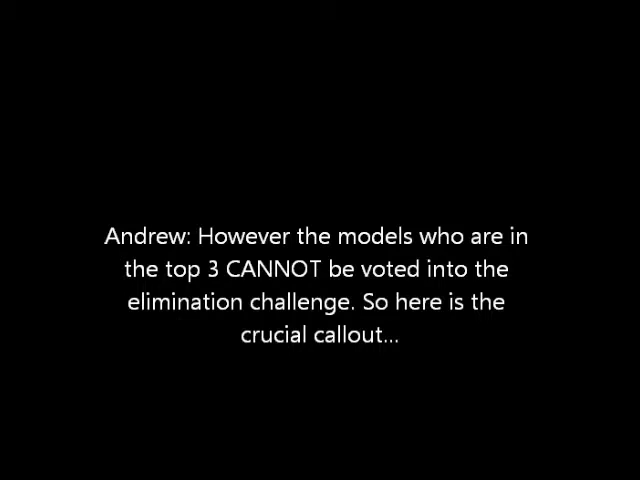 Andrew: However the models who are in
the top 3 CANNOT be voted into the
elimination challenge. So here is the
crucial callout...